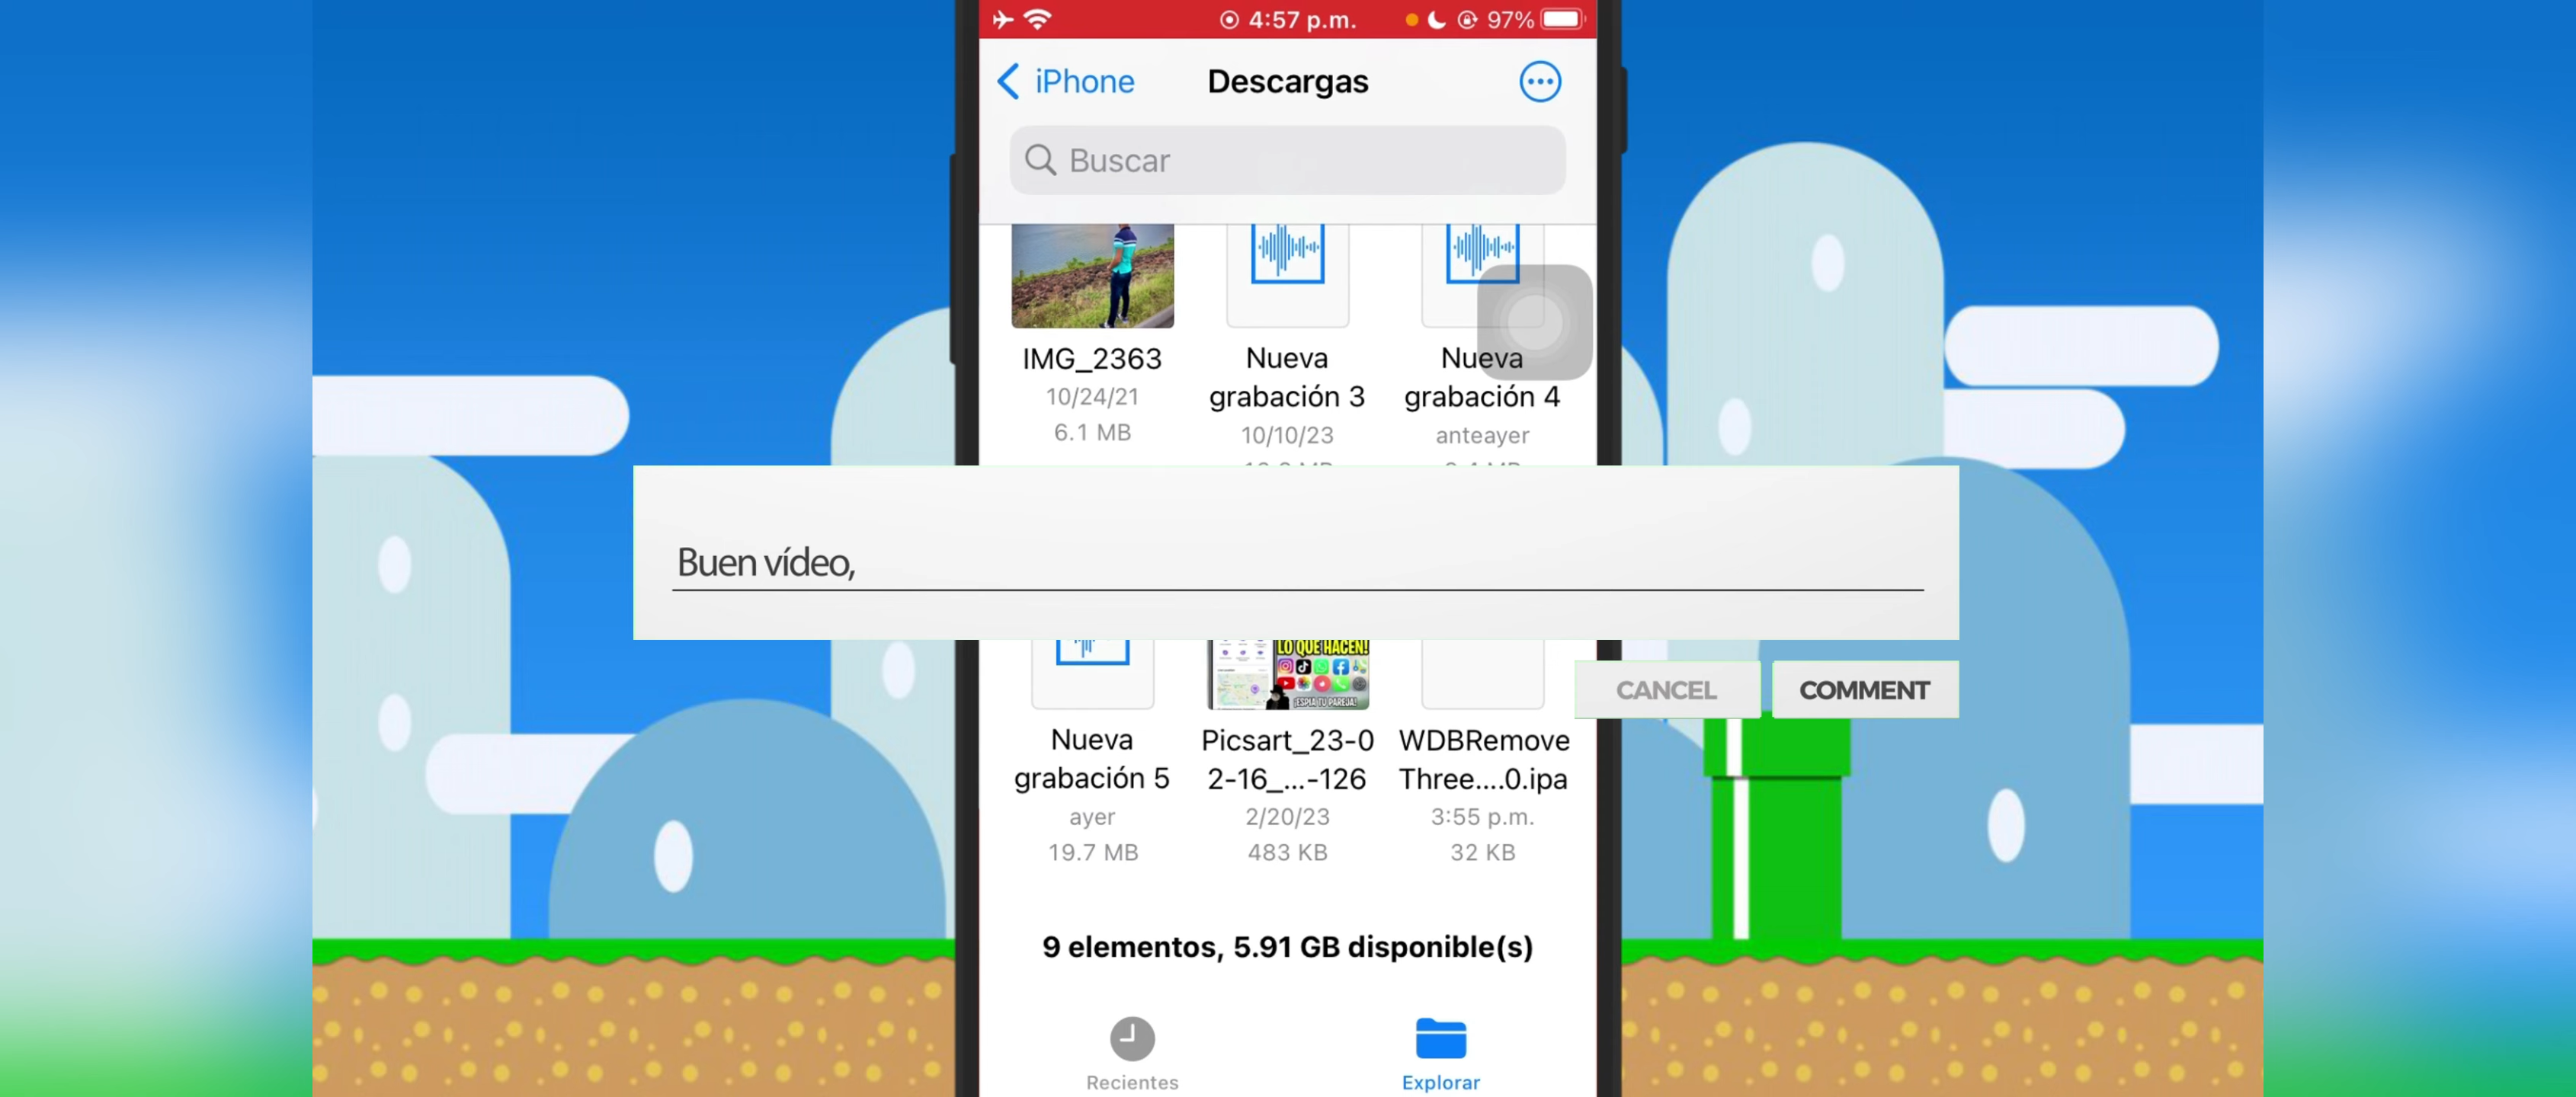 4:57 p.m.
97%
iPhone
Descargas
Buscar
IMG_2363
10/24/21
6.1 MB
Nueva
grabación 3
10/10/23
Nueva
grabación 4
anteayer
Buen vídeo,
CANCEL
COMMENT
LO QUE HACEN!
¡ESPIA TU PAREJA!
Nueva
grabación 5
ayer
19.7 MB
Picsart_23-0
2-16_...-126
2/20/23
483 KB
WDBRemove
Three....0.ipa
3:55 p.m.
32 KB
9 elementos, 5.91 GB disponible(s)
Recientes
Explorar